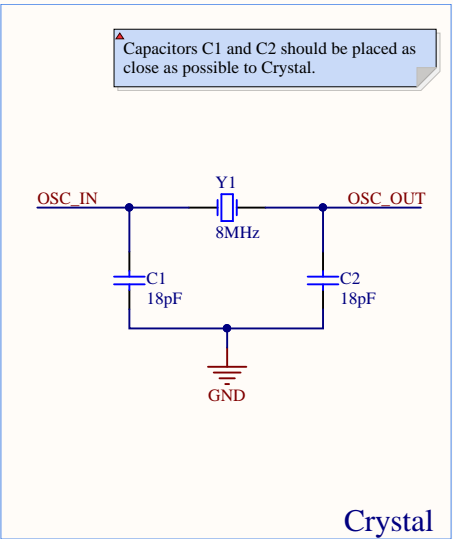 Capacitors C1 and C2 should be placed as
close as possible to Crystal.
Y1
OSC_IN
OSC_OUT
8MHz
C1
18pF
C2
18pF
GND
Crystal